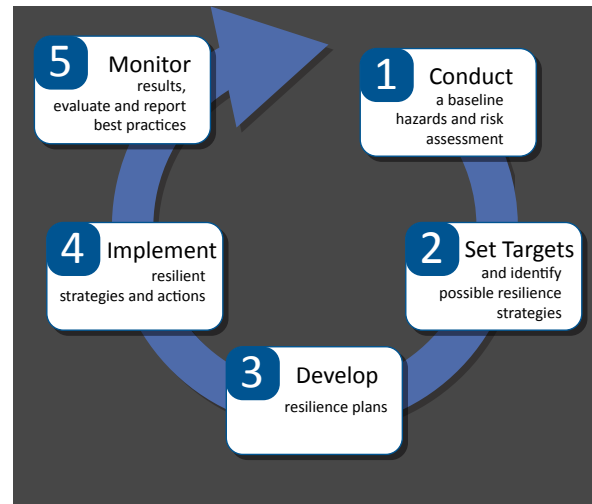 1
Conduct
a baseline
hazards and risk
assessment
2
Set Targets
and identify
possible resilience
strategies
3
Develop
resilience plans
4
Implement
resilient
strategies and actions
5
Monitor
results,
evaluate and report
best practices